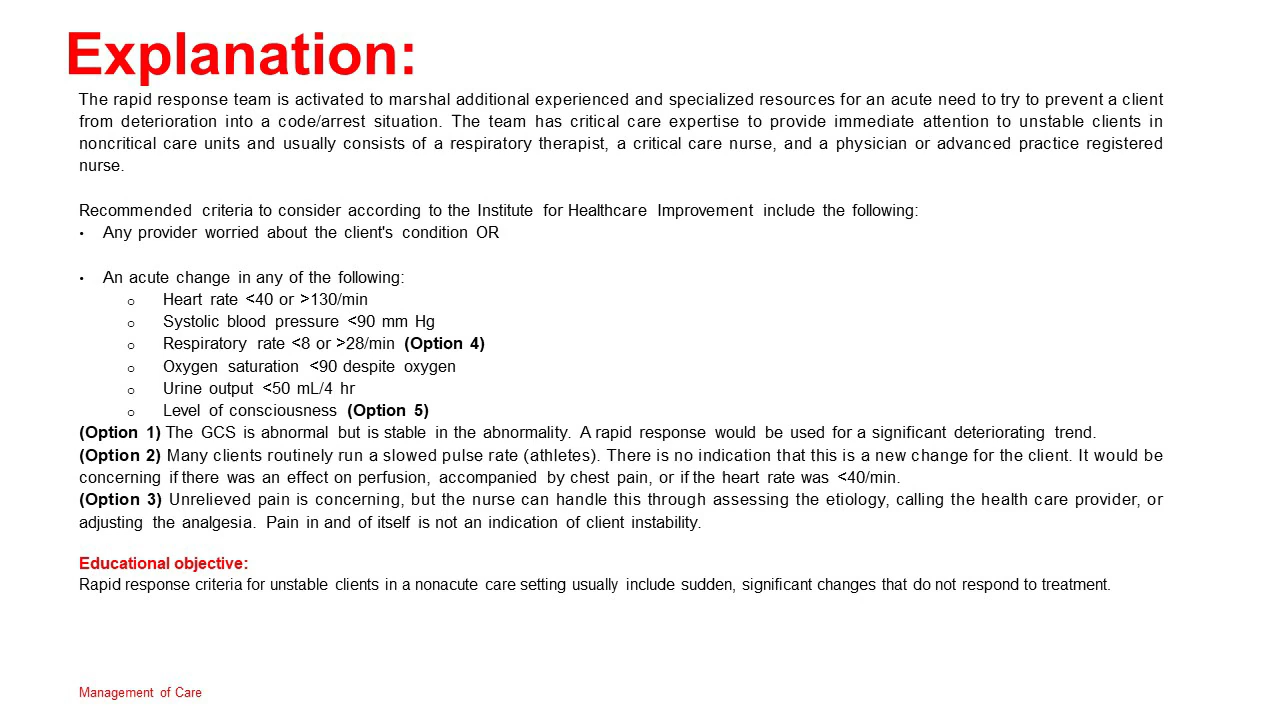 Explanation:
The rapid response team is activated to marshal additional experienced and specialized resources for an acute need to try to prevent a client
from deterioration into a code/arrest situation. The team has critical care expertise to provide immediate attention to unstable clients in
noncritical care units and usually consists of a respiratory therapist, a critical care nurse, and a physician or advanced practice registered
nurse.
Recommended criteria to consider according to the Institute for Healthcare Improvement include the following:
• Any provider worried about the client's condition OR
• An acute change in any of the following:
o Heart rate <40 or >130/min
o Systolic blood pressure <90 mm Hg
o Respiratory rate <8 or >28/min (Option 4)
o Oxygen saturation <90 despite oxygen
o Urine output <50 mL/4 hr
o Level of consciousness (Option 5)
(Option 1) The GCS is abnormal but is stable in the abnormality. A rapid response would be used for a significant deteriorating trend.
(Option 2) Many clients routinely run a slowed pulse rate (athletes). There is no indication that this is a new change for the client. It would be
concerning if there was an effect on perfusion, accompanied by chest pain, or if the heart rate was <40/min.
(Option 3) Unrelieved pain is concerning, but the nurse can handle this through assessing the etiology, calling the health care provider, or
adjusting the analgesia. Pain in and of itself is not an indication of client instability.
Educational objective:
Rapid response criteria for unstable clients in a nonacute care setting usually include sudden, significant changes that do not respond to treatment.
Management of Care